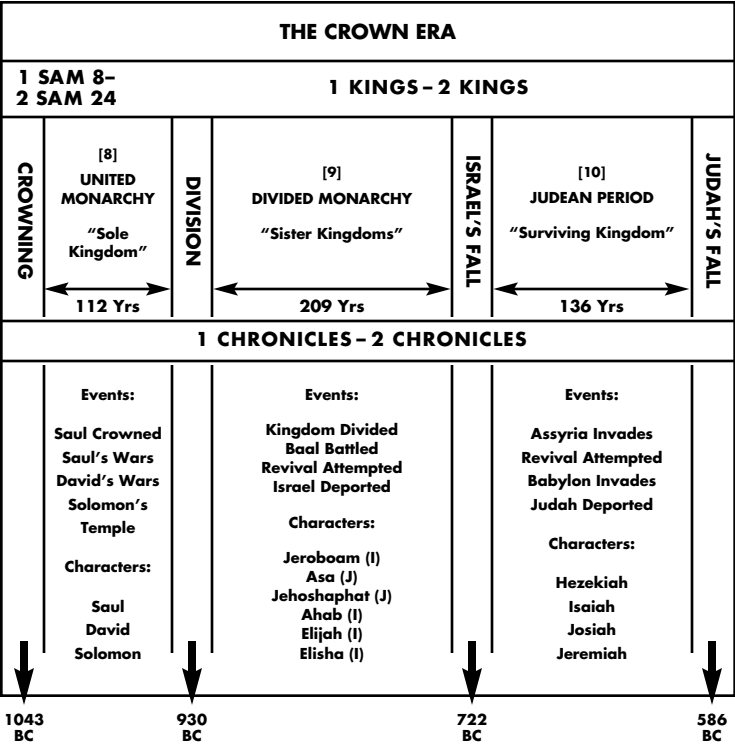 THE CROWN ERA
1 SAM 8–
2 SAM 24
1 KINGS – 2 KINGS
CROWNING
[8]
UNITED
MONARCHY
“Sole
Kingdom”
112 Yrs
DIVISION
[9]
DIVIDED MONARCHY
“Sister Kingdoms”
209 Yrs
ISRAEL’S FALL
[10]
JUDEAN PERIOD
“Surviving Kingdom”
136 Yrs
JUDAH’S FALL
1 CHRONICLES – 2 CHRONICLES
Events:
Saul Crowned
Saul’s Wars
David’s Wars
Solomon’s
Temple
Characters:
Saul
David
Solomon
Events:
Kingdom Divided
Baal Battled
Revival Attempted
Israel Deported
Characters:
Jeroboam (I)
Asa (J)
Jehoshaphat (J)
Ahab (I)
Elijah (I)
Elisha (I)
Events:
Assyria Invades
Revival Attempted
Babylon Invades
Judah Deported
Characters:
Hezekiah
Isaiah
Josiah
Jeremiah
1043
BC
930
BC
722
BC
586
BC